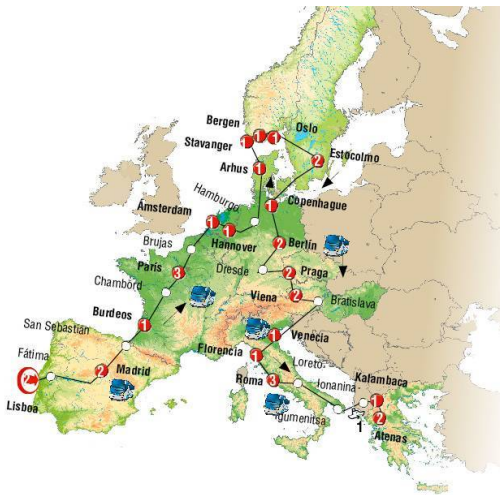 Bergen
1
1
Oslo
Stavanger
Estocolmo
2
Arhus
1
Hamburgo
1
Copenhague
Ámsterdam
1
1
Hannover
2
Berlín
Brujas
París
3
Dresde
2
Praga
Chambord
Viena
2
Bratislava
Burdeos
1
1
Venecia
San Sebastián
Florencia
1
Loreto
Fátima
2
Madrid
Roma
3
Ionanina
Kalambaca
2
1
Lisboa
Igumenitsa
1
2
Atenas